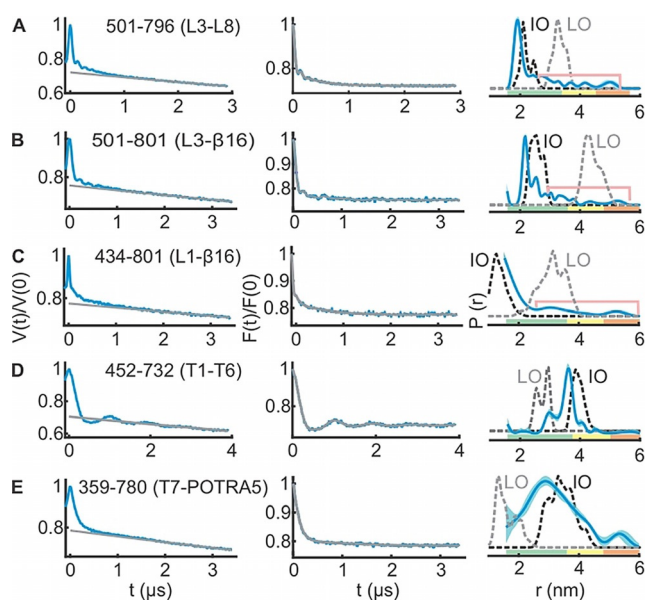 A
501-796 (L3-L8)
1
0.8
0.6
0 1 2 3
1
0.8
0 1 2 3
IO
LO
2 4 6
B
501-801 (L3-β16)
1
0.8
0 1 2 3
1
0.9
0.8
0 1 2 3
IO
LO
2 4 6
C
434-801 (L1-β16)
1
0.8
0 1 2 3
1
0.9
0.8
0 1 2 3
IO
LO
2 4 6
V(t)/V(0)
F(t)/F(0)
P (r)
D
452-732 (T1-T6)
1
0.8
0.6
0 2 4
1
0.8
0 2 4
LO
IO
2 4 6
E
359-780 (T7-POTRA5)
1
0.8
0 1 2 3
1
0.9
0.8
0 1 2 3
LO
IO
2 4 6
t (μs)
t (μs)
r (nm)